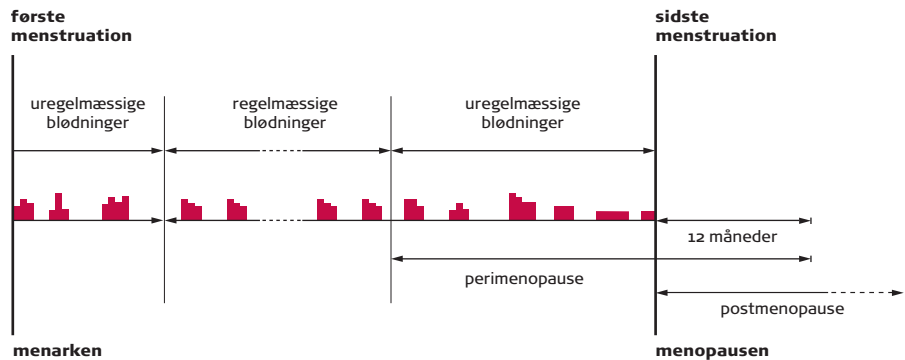 første
menstruation
sidste
menstruation
uregelmæssige
blødninger
regelmæssige
blødninger
uregelmæssige
blødninger
12 måneder
perimenopause
postmenopause
menarken
menopausen